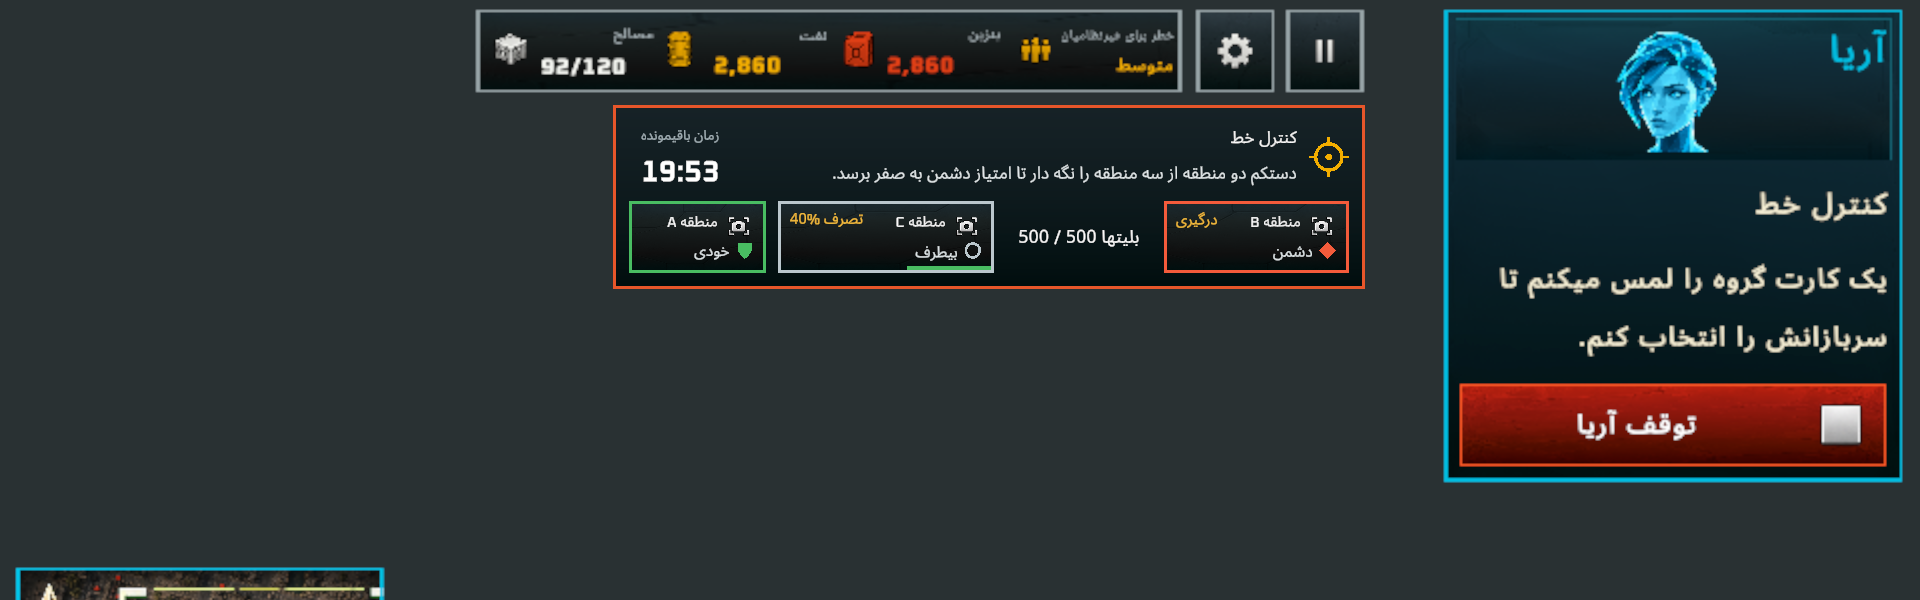 مصالح
92/120
نفت
2,860
بنزین
2,860
خطر برای غیرنظامیان
متوسط
آریا
کنترل خط
یک کارت گروه را لمس میکنم تا
سربازانش را انتخاب کنم.
توقف آریا
کنترل خط
دستکم دو منطقه از سه منطقه را نگه دار تا امتیاز دشمن به صفر برسد.
زمان باقیمونده
19:53
منطقه B
درگیری
دشمن
بلیتها 500 / 500
منطقه C
تصرف 40%
بیطرف
منطقه A
خودی